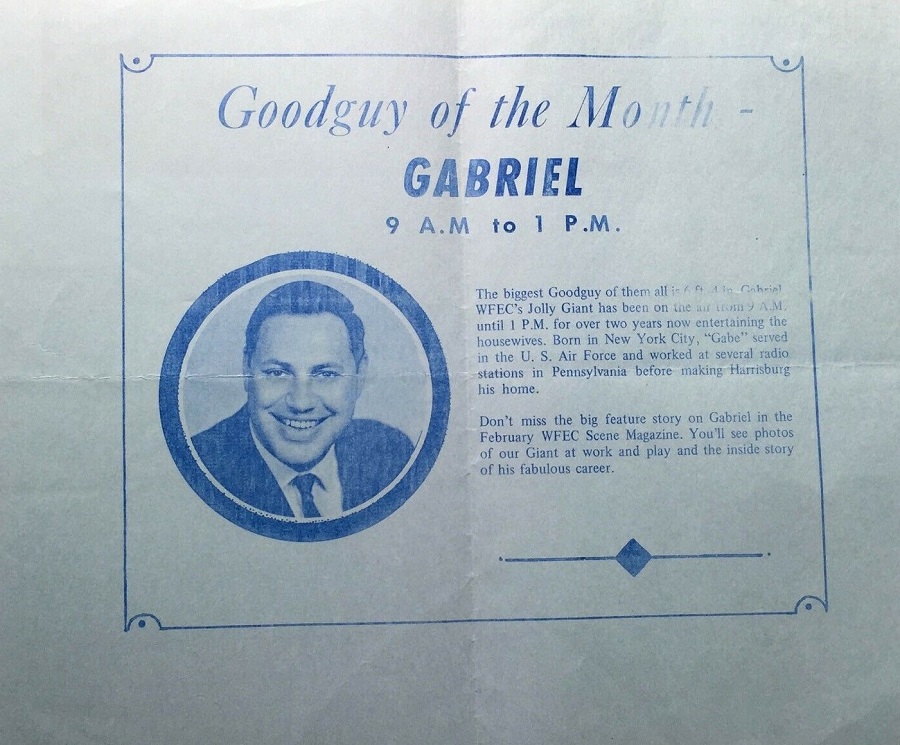 Goodguy of the Month -
GABRIEL
9 A.M to 1 P.M.
The biggest Goodguy of them all is 6 ft. Gabriel
WFEC's Jolly Giant has been on the air from 9 A.M.
until 1 P.M. for over two years now entertaining the
housewives. Born in New York City, "Gabe" served
in the U. S. Air Force and worked at several radio
stations in Pennsylvania before making Harrisburg
his home.
Don't miss the big feature story on Gabriel in the
February WFEC Scene Magazine. You'll see photos
of our Giant at work and play and the inside story
of his fabulous career.